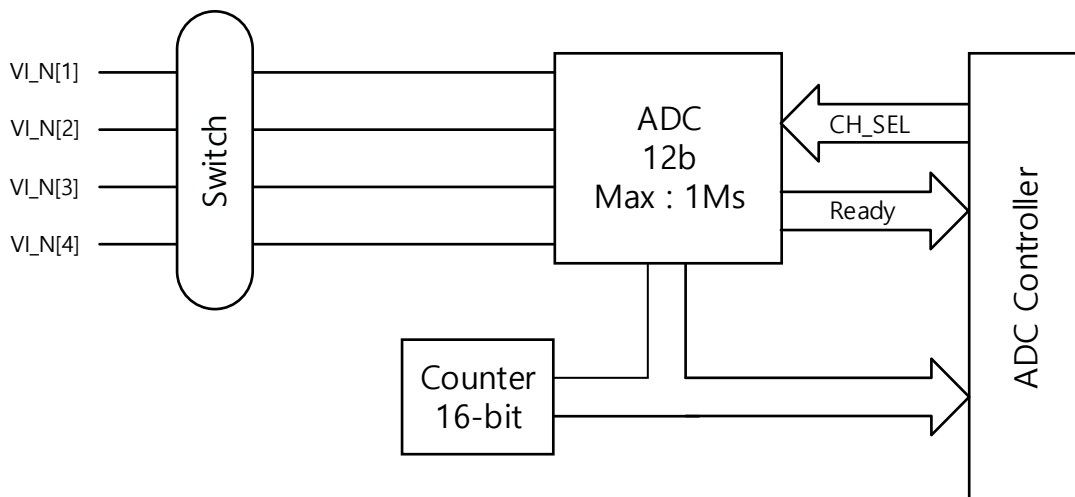 VI_N[1]
VI_N[2]
VI_N[3]
VI_N[4]
Switch
ADC
12b
Max : 1Ms
CH_SEL
Ready
Counter
16-bit
ADC Controller